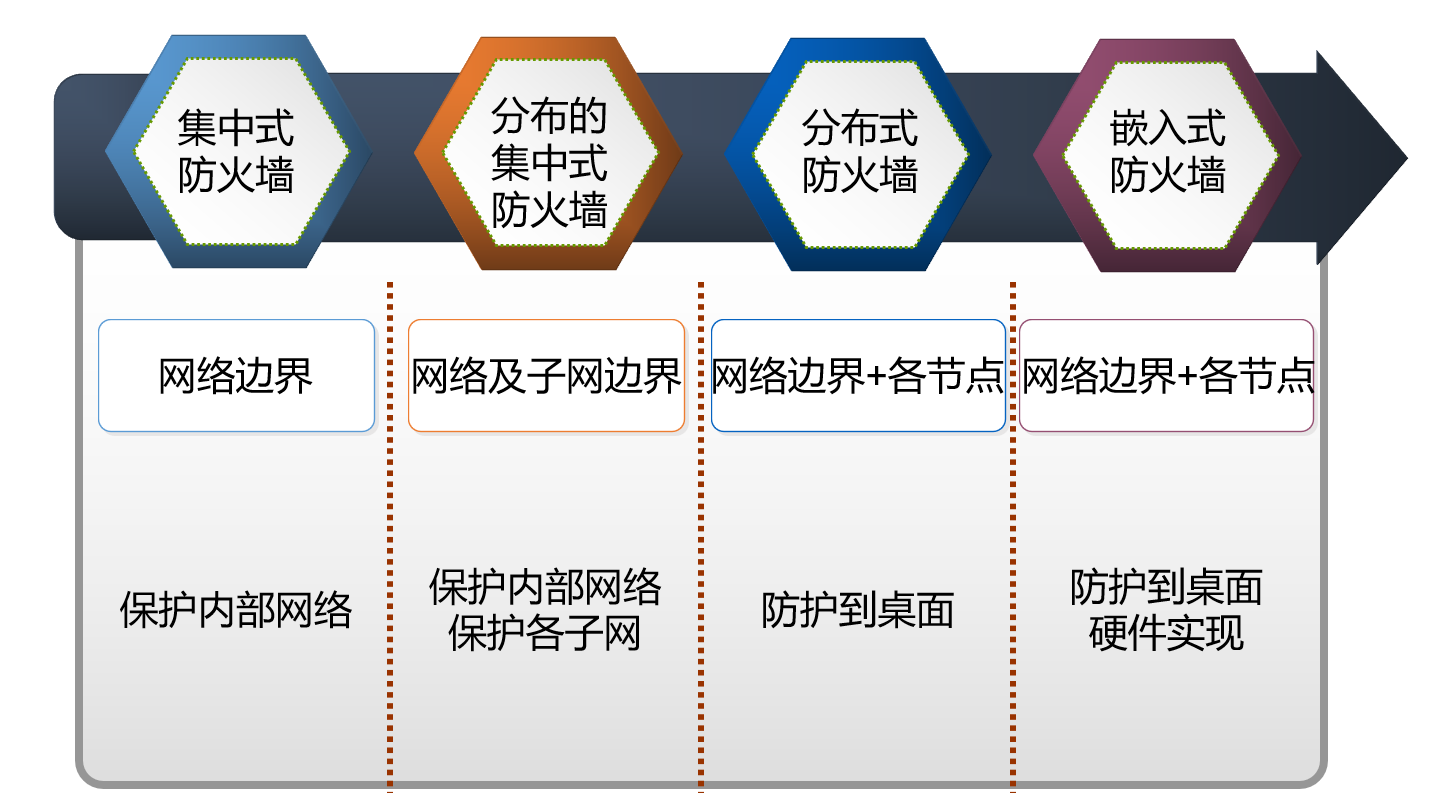 集中式
防火墙
分布的
集中式
防火墙
分布式
防火墙
嵌入式
防火墙
网络边界
网络及子网边界
网络边界+各节点
网络边界+各节点
保护内部网络
保护内部网络
保护各子网
防护到桌面
防护到桌面
硬件实现